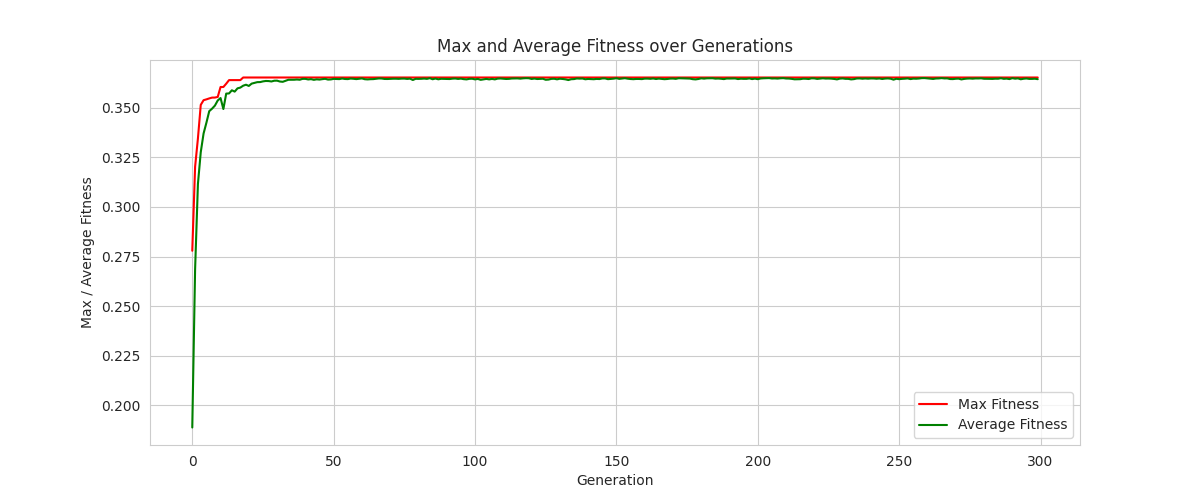 Max and Average Fitness over Generations
Max / Average Fitness
0.350
0.325
0.300
0.275
0.250
0.225
0.200
0
50
100
150
200
250
300
Generation
Max Fitness
Average Fitness